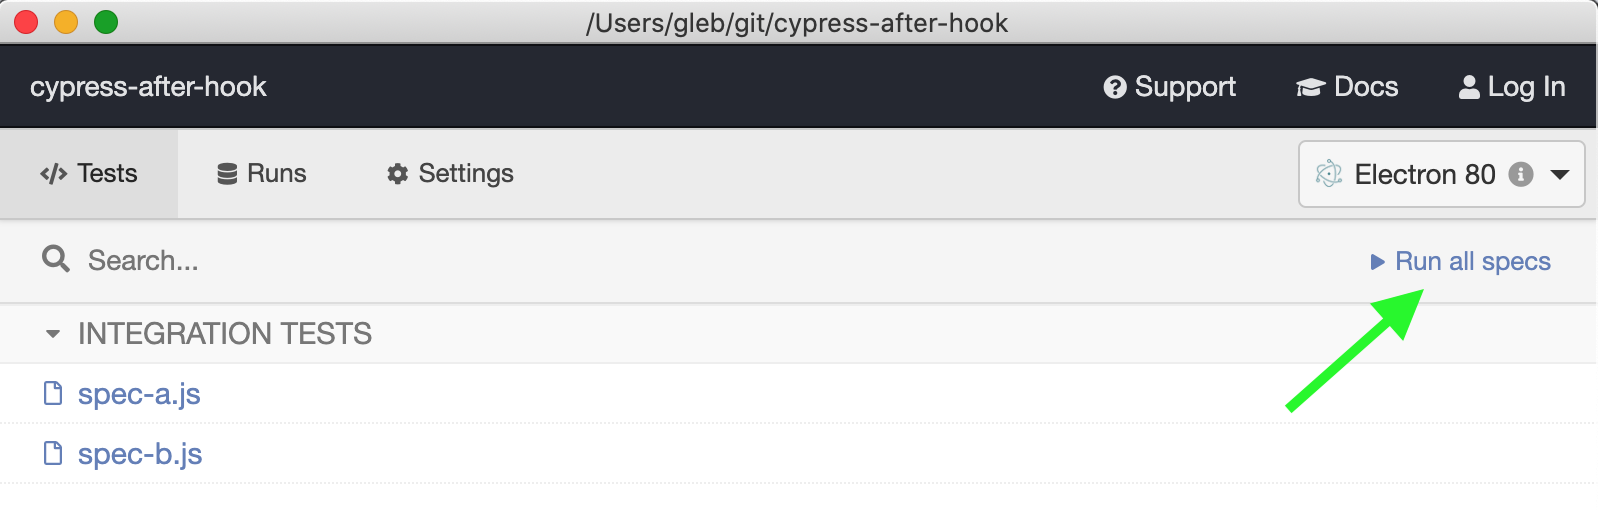 /Users/gleb/git/cypress-after-hook
cypress-after-hook Support Docs Log In
Tests Runs Settings Electron 80
Search... Run all specs
INTEGRATION TESTS
spec-a.js
spec-b.js